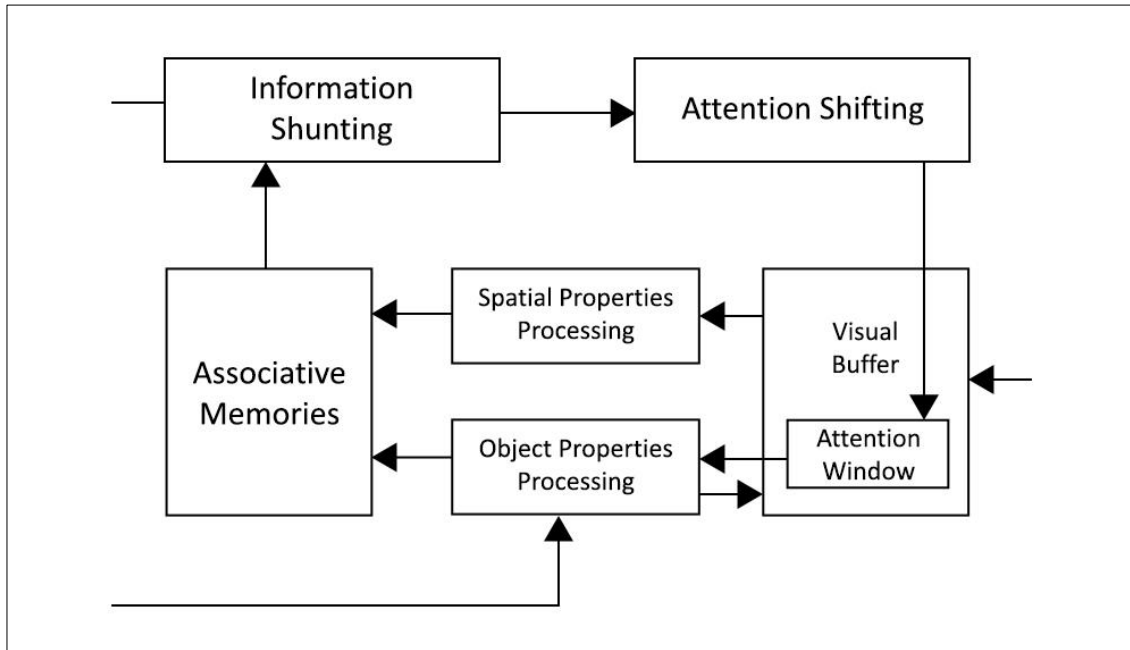 Information
Shunting
Attention Shifting
Spatial Properties
Processing
Visual
Buffer
Associative
Memories
Object Properties
Processing
Attention
Window